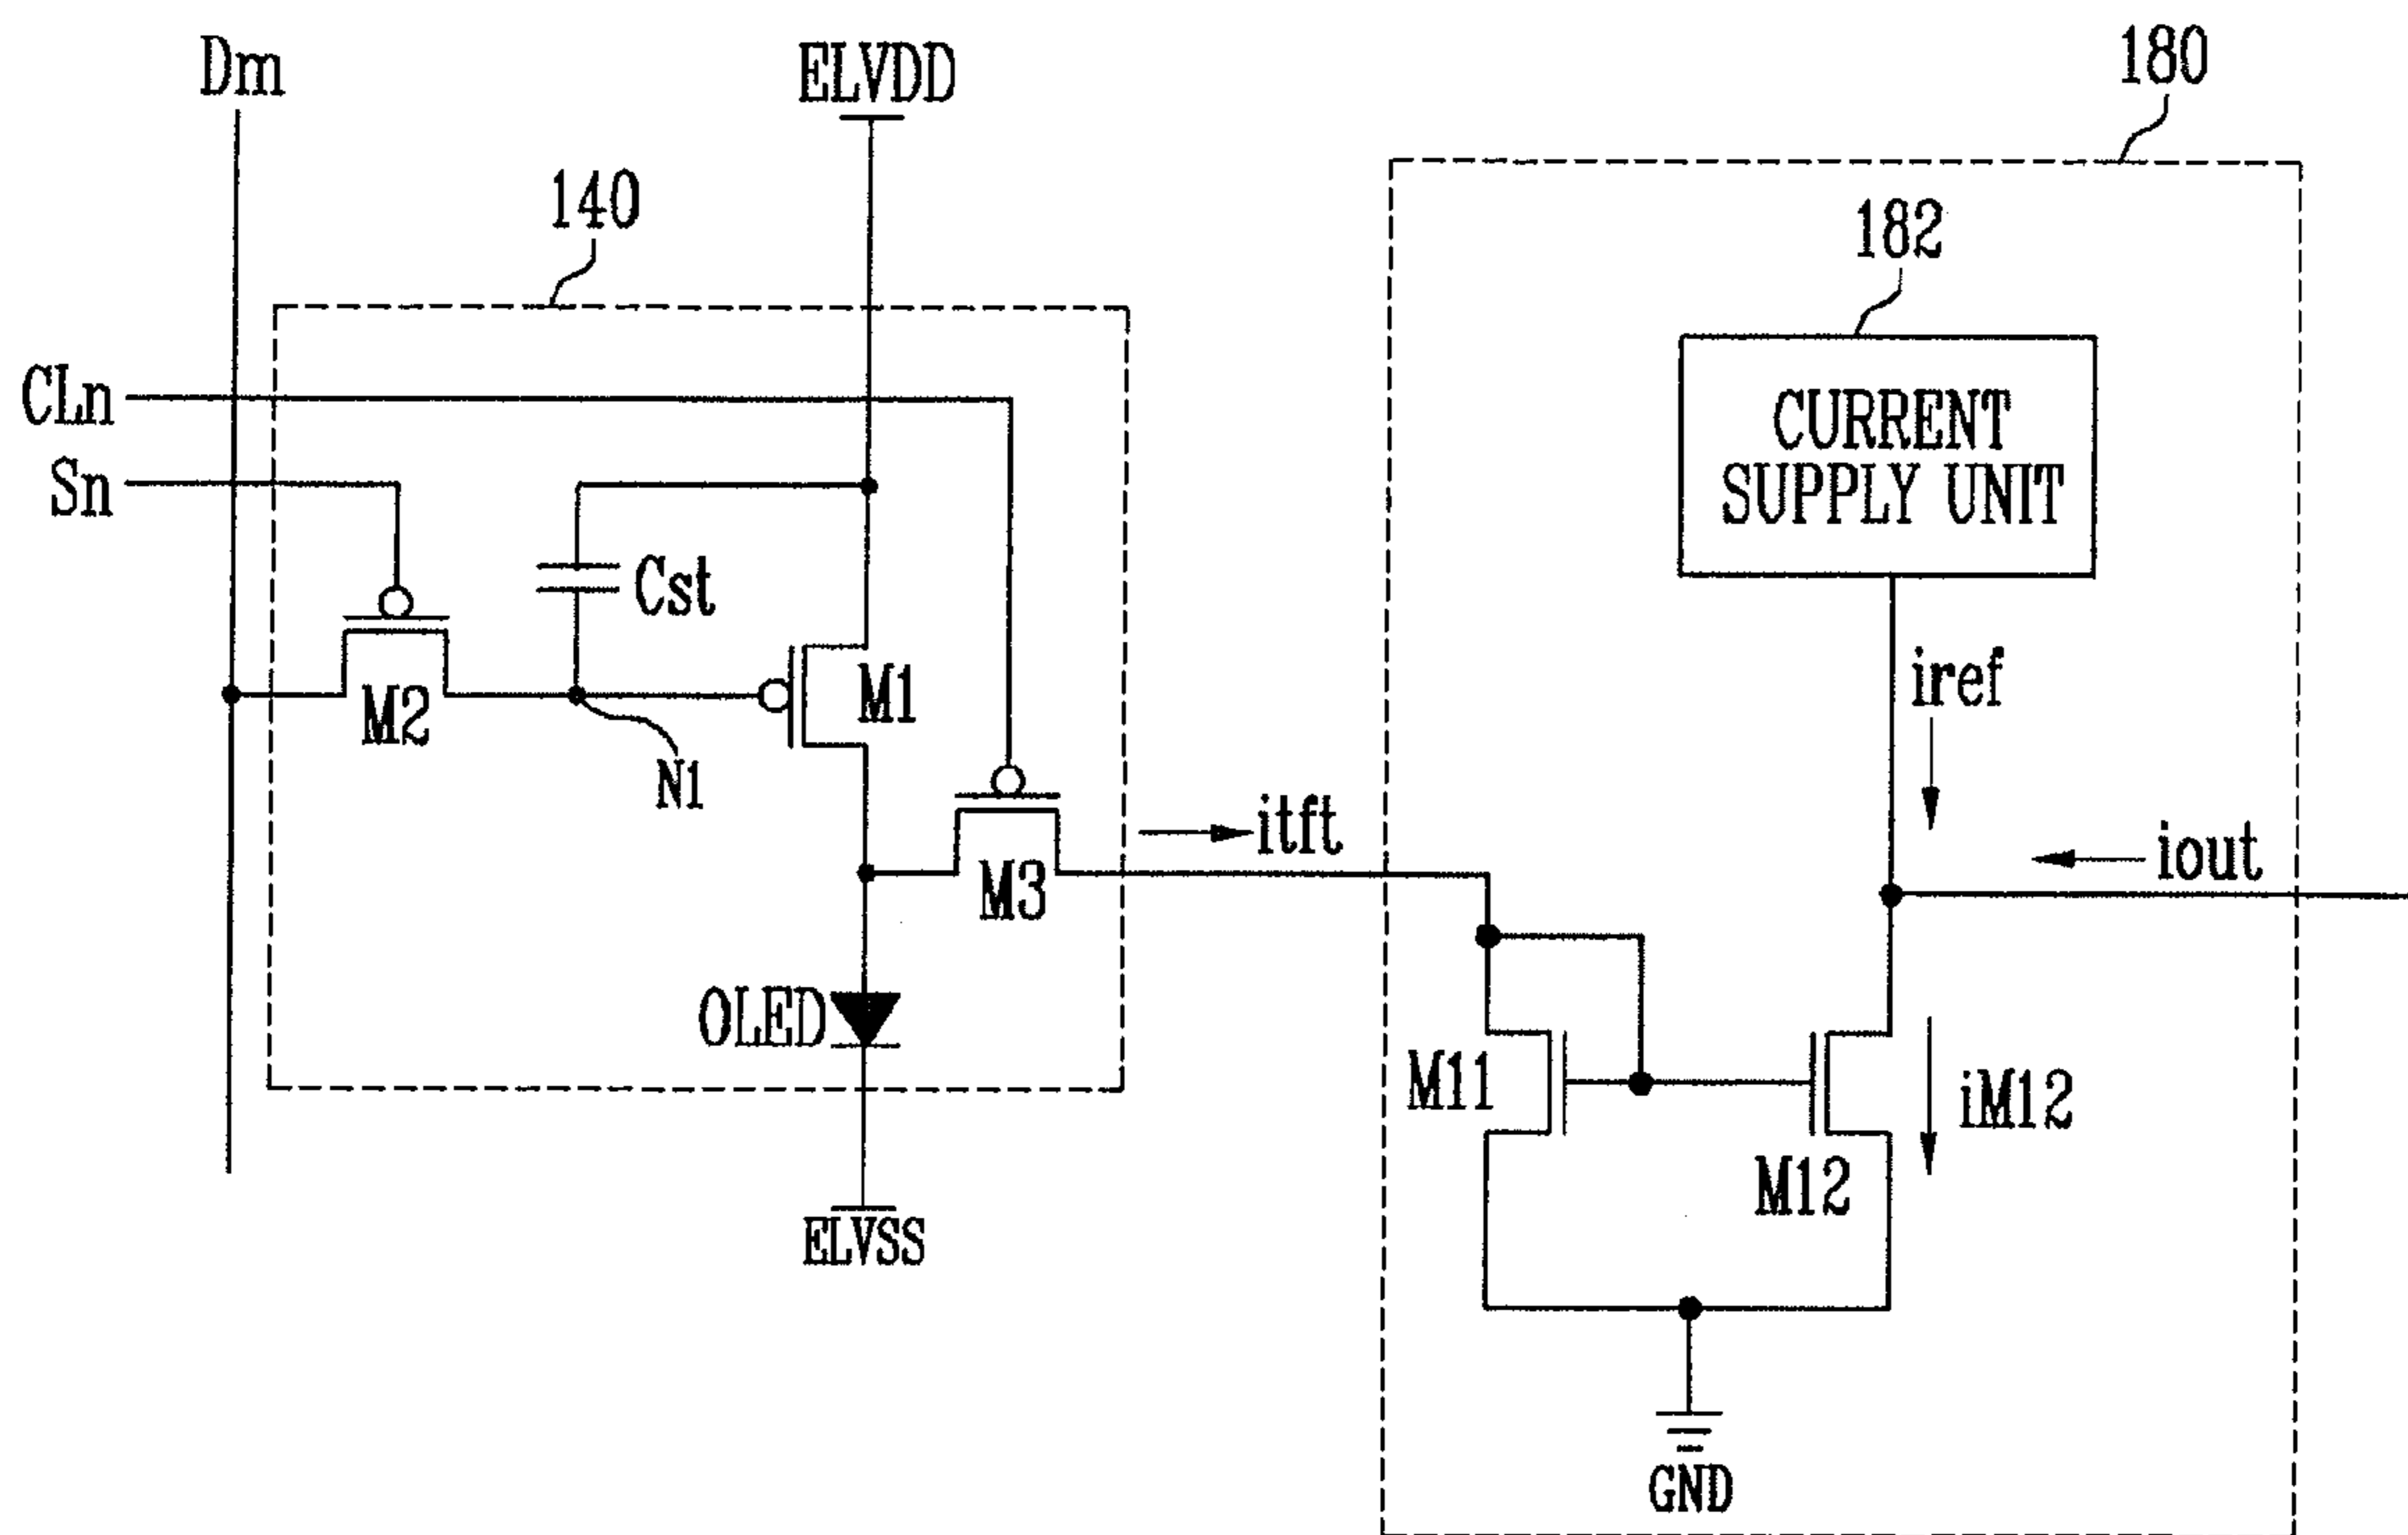 Dm
ELVDD
180
140
182
CLn
Sn
CURRENT
SUPPLY UNIT
Cst
M1
iref
M2
N1
itft
iout
M3
OLED
M11
iM12
M12
ELVSS
GND